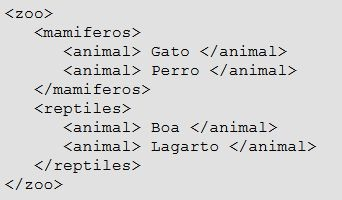 <zoo>
<mamiferos>
<animal> Gato </animal>
<animal> Perro </animal>
</mamiferos>
<reptiles>
<animal> Boa </animal>
<animal> Lagarto </animal>
</reptiles>
</zoo>